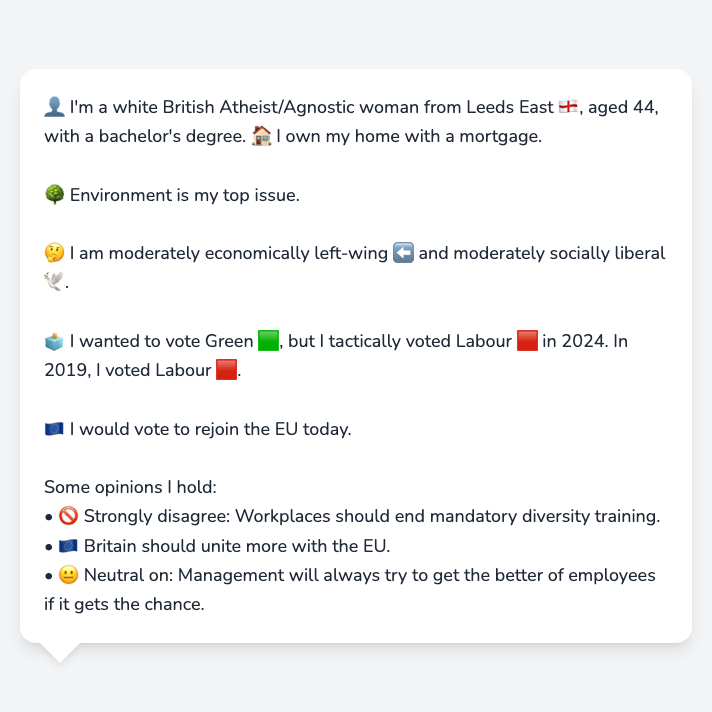 👤 I'm a white British Atheist/Agnostic woman from Leeds East 🏴󠁧󠁢󠁥󠁮󠁧󠁿, aged 44,
with a bachelor's degree. 🏠 I own my home with a mortgage.
🌳 Environment is my top issue.
🤔 I am moderately economically left-wing ⬅️ and moderately socially liberal
🕊️.
🗳️ I wanted to vote Green 🟩, but I tactically voted Labour 🟥 in 2024. In
2019, I voted Labour 🟥.
🇪🇺 I would vote to rejoin the EU today.
Some opinions I hold:
• 🚫 Strongly disagree: Workplaces should end mandatory diversity training.
• 🇪🇺 Britain should unite more with the EU.
• 😐 Neutral on: Management will always try to get the better of employees
if it gets the chance.